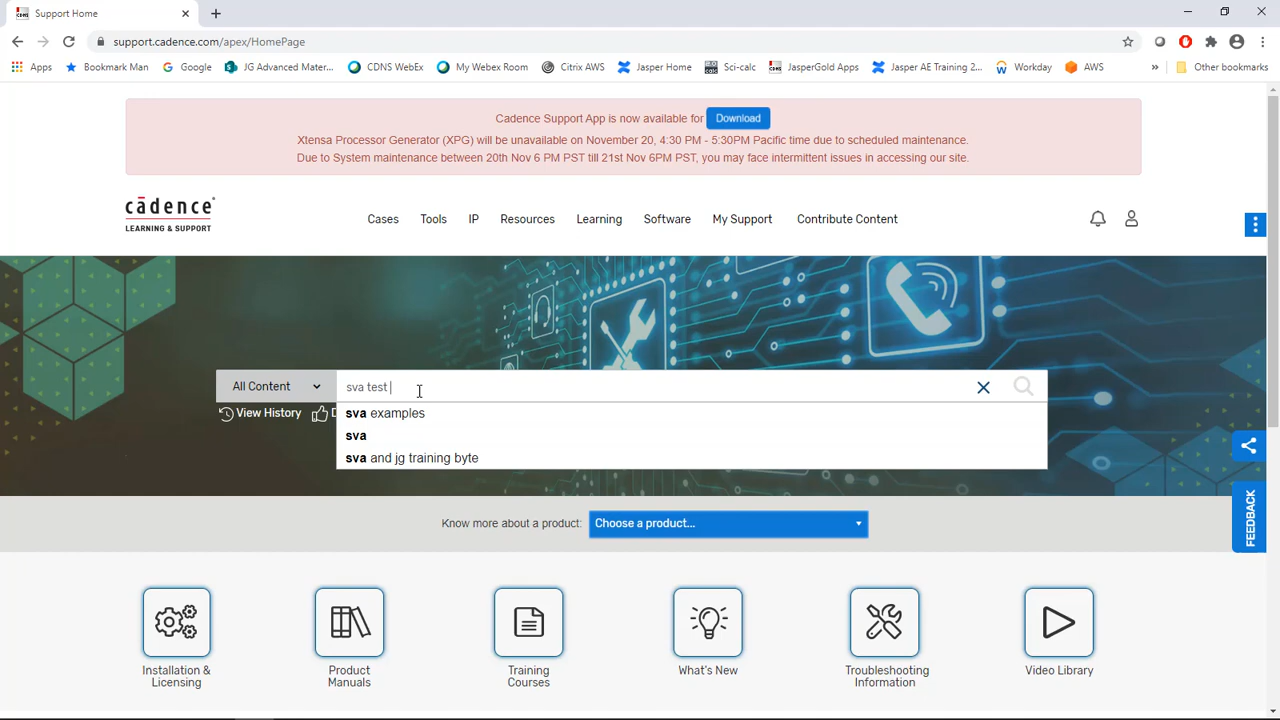 Support Home
support.cadence.com/apex/HomePage
Apps
Bookmark Man
Google
JG Advanced Mater...
CDNS WebEx
My Webex Room
Citrix AWS
Jasper Home
Sci-calc
JasperGold Apps
Jasper AE Training 2...
Workday
AWS
»
Other bookmarks
Cadence Support App is now available for Download
Xtensa Processor Generator (XPG) will be unavailable on November 20, 4:30 PM - 5:30PM Pacific time due to scheduled maintenance.
Due to System maintenance between 20th Nov 6 PM PST till 21st Nov 6PM PST, you may face intermittent issues in accessing our site.
cādence®
LEARNING & SUPPORT
Cases
Tools
IP
Resources
Learning
Software
My Support
Contribute Content
All Content
sva test
View History
D
sva examples
sva
sva and jg training byte
FEEDBACK
Know more about a product:
Choose a product...
Installation &
Licensing
Product
Manuals
Training
Courses
What's New
Troubleshooting
Information
Video Library